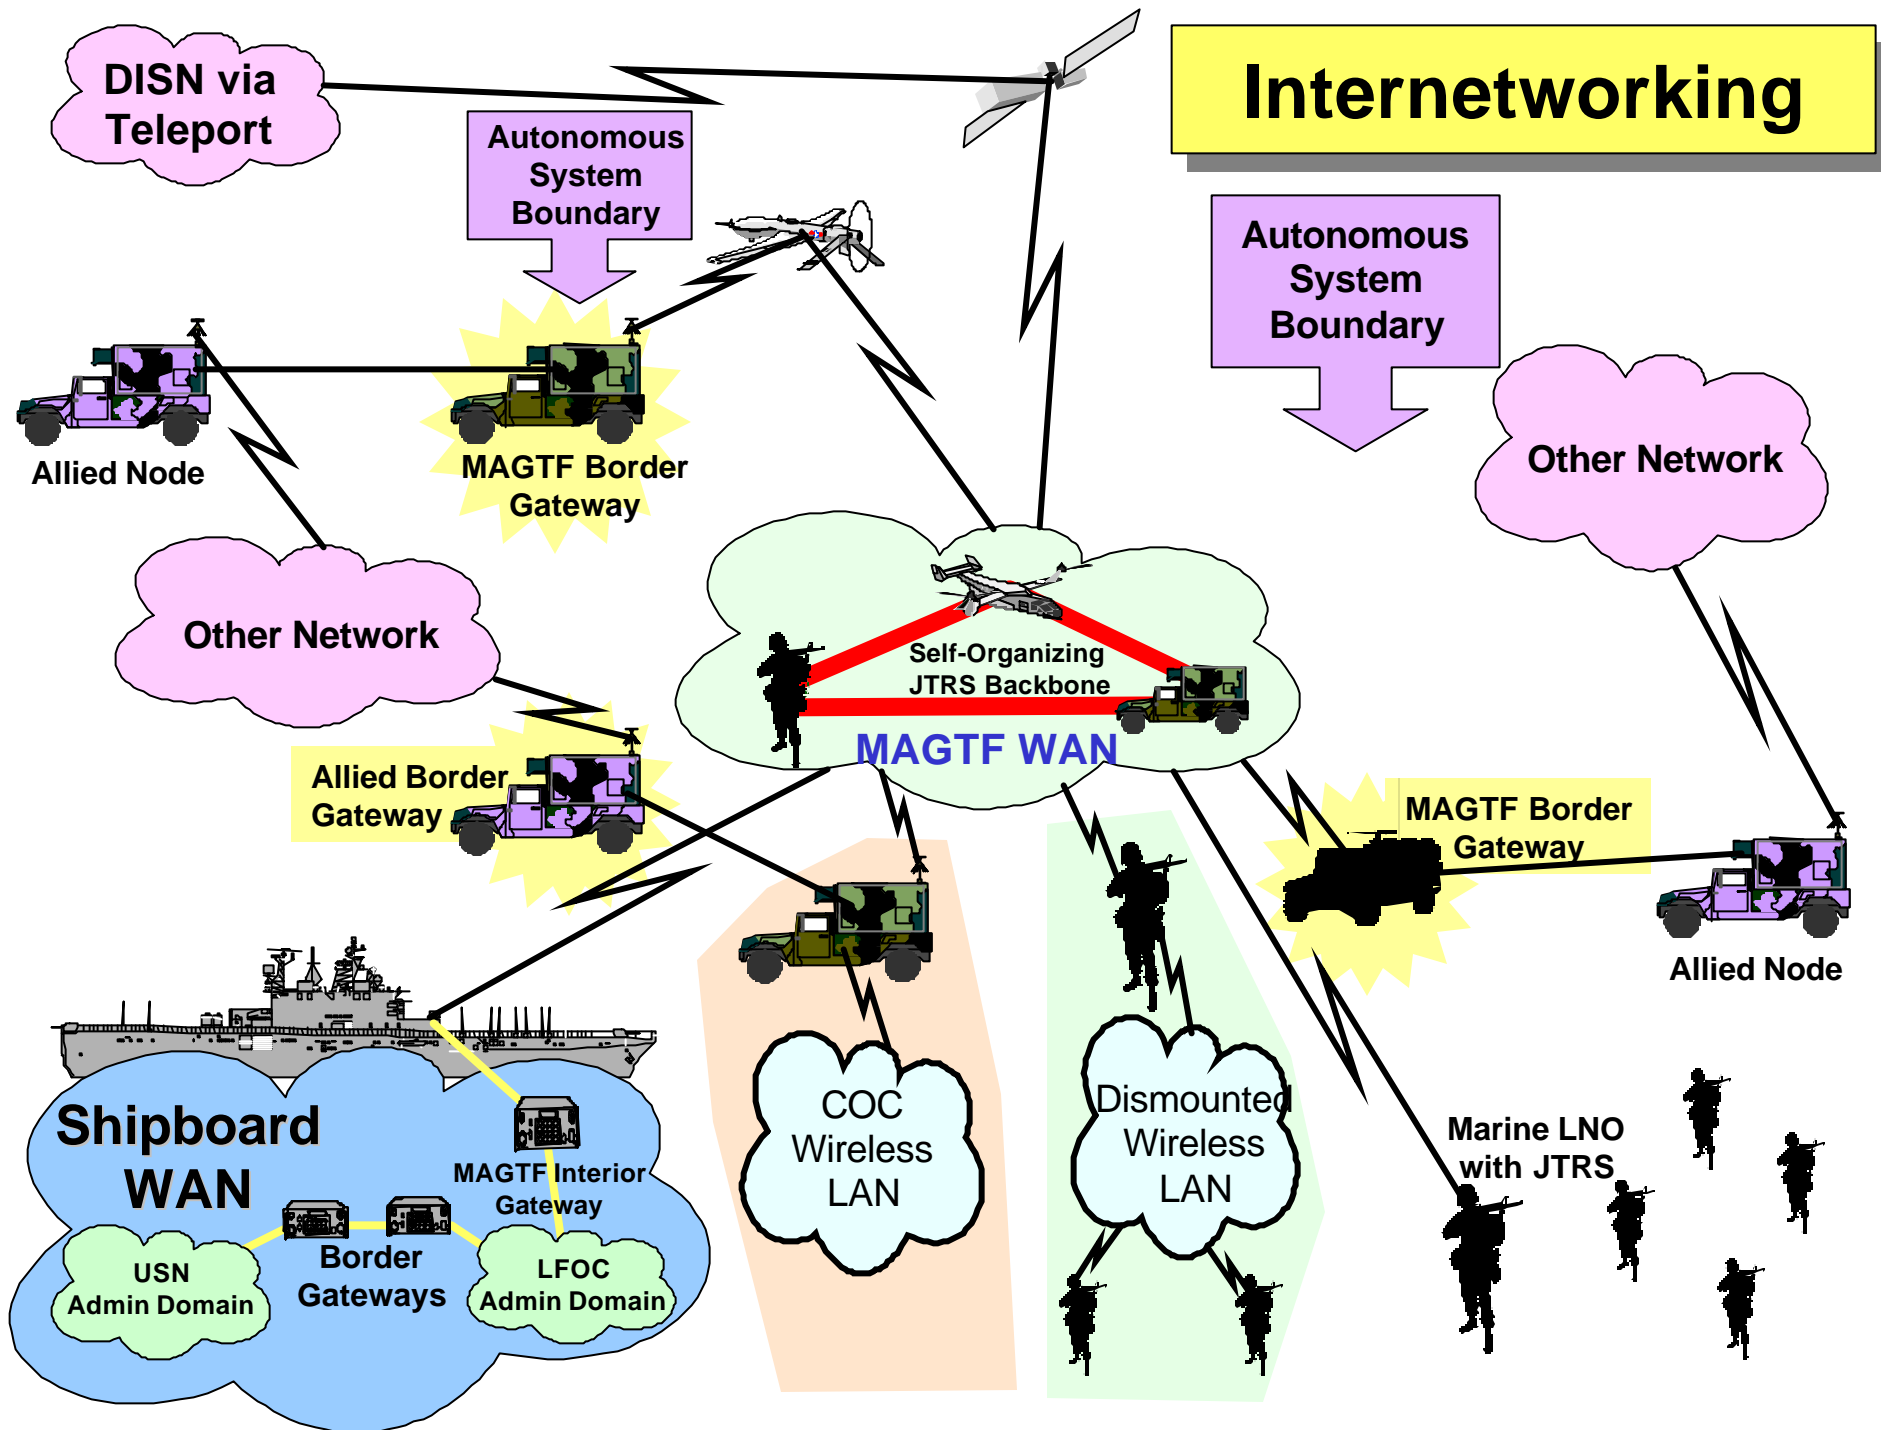 DISN via
Teleport
Internetworking
Autonomous
System
Boundary
Autonomous
System
Boundary
Allied Node
MAGTF Border
Gateway
Other Network
Other Network
Self-Organizing
JTRS Backbone
MAGTF WAN
Allied Border
Gateway
MAGTF Border
Gateway
Allied Node
Shipboard
WAN
MAGTF Interior
Gateway
Border
Gateways
USN
Admin Domain
LFOC
Admin Domain
COC
Wireless
LAN
Dismounted
Wireless
LAN
Marine LNO
with JTRS